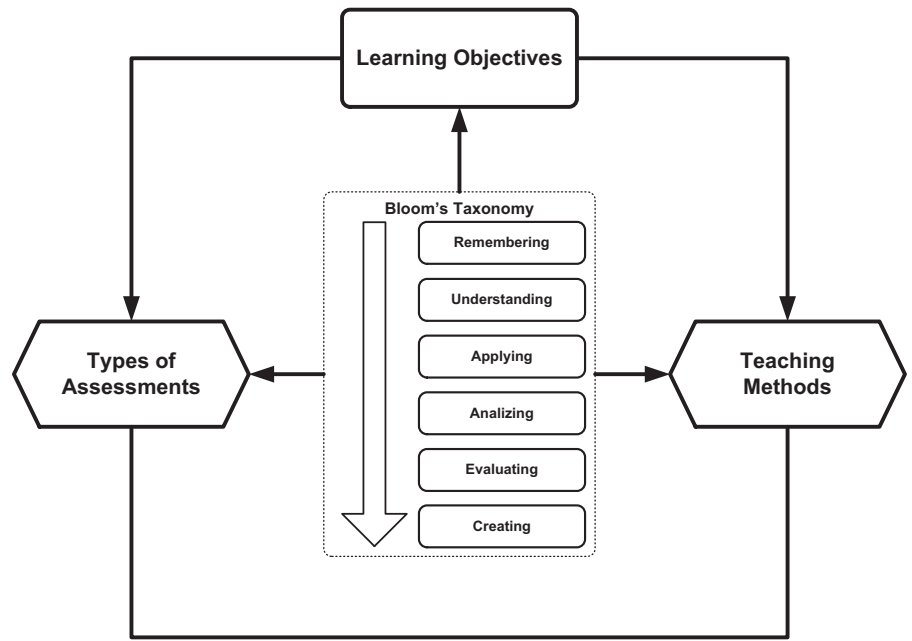 Learning Objectives
Bloom's Taxonomy
Remembering
Understanding
Applying
Analizing
Evaluating
Creating
Types of
Assessments
Teaching
Methods